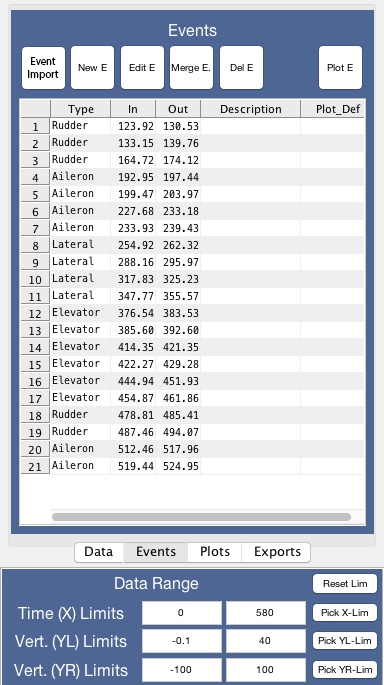 Events
Event Import New E Edit E Merge E. Del E Plot E
Type In Out Description Plot_Def
1 Rudder 123.92 130.53
2 Rudder 133.15 139.76
3 Rudder 164.72 174.12
4 Aileron 192.95 197.44
5 Aileron 199.47 203.97
6 Aileron 227.68 233.18
7 Aileron 233.93 239.43
8 Lateral 254.92 262.32
9 Lateral 288.16 295.97
10 Lateral 317.83 325.23
11 Lateral 347.77 355.57
12 Elevator 376.54 383.53
13 Elevator 385.60 392.60
14 Elevator 414.35 421.35
15 Elevator 422.27 429.28
16 Elevator 444.94 451.93
17 Elevator 454.87 461.86
18 Rudder 478.81 485.41
19 Rudder 487.46 494.07
20 Aileron 512.46 517.96
21 Aileron 519.44 524.95
Data Events Plots Exports
Data Range Reset Lim
Time (X) Limits 0 580 Pick X-Lim
Vert. (YL) Limits -0.1 40 Pick YL-Lim
Vert. (YR) Limits -100 100 Pick YR-Lim